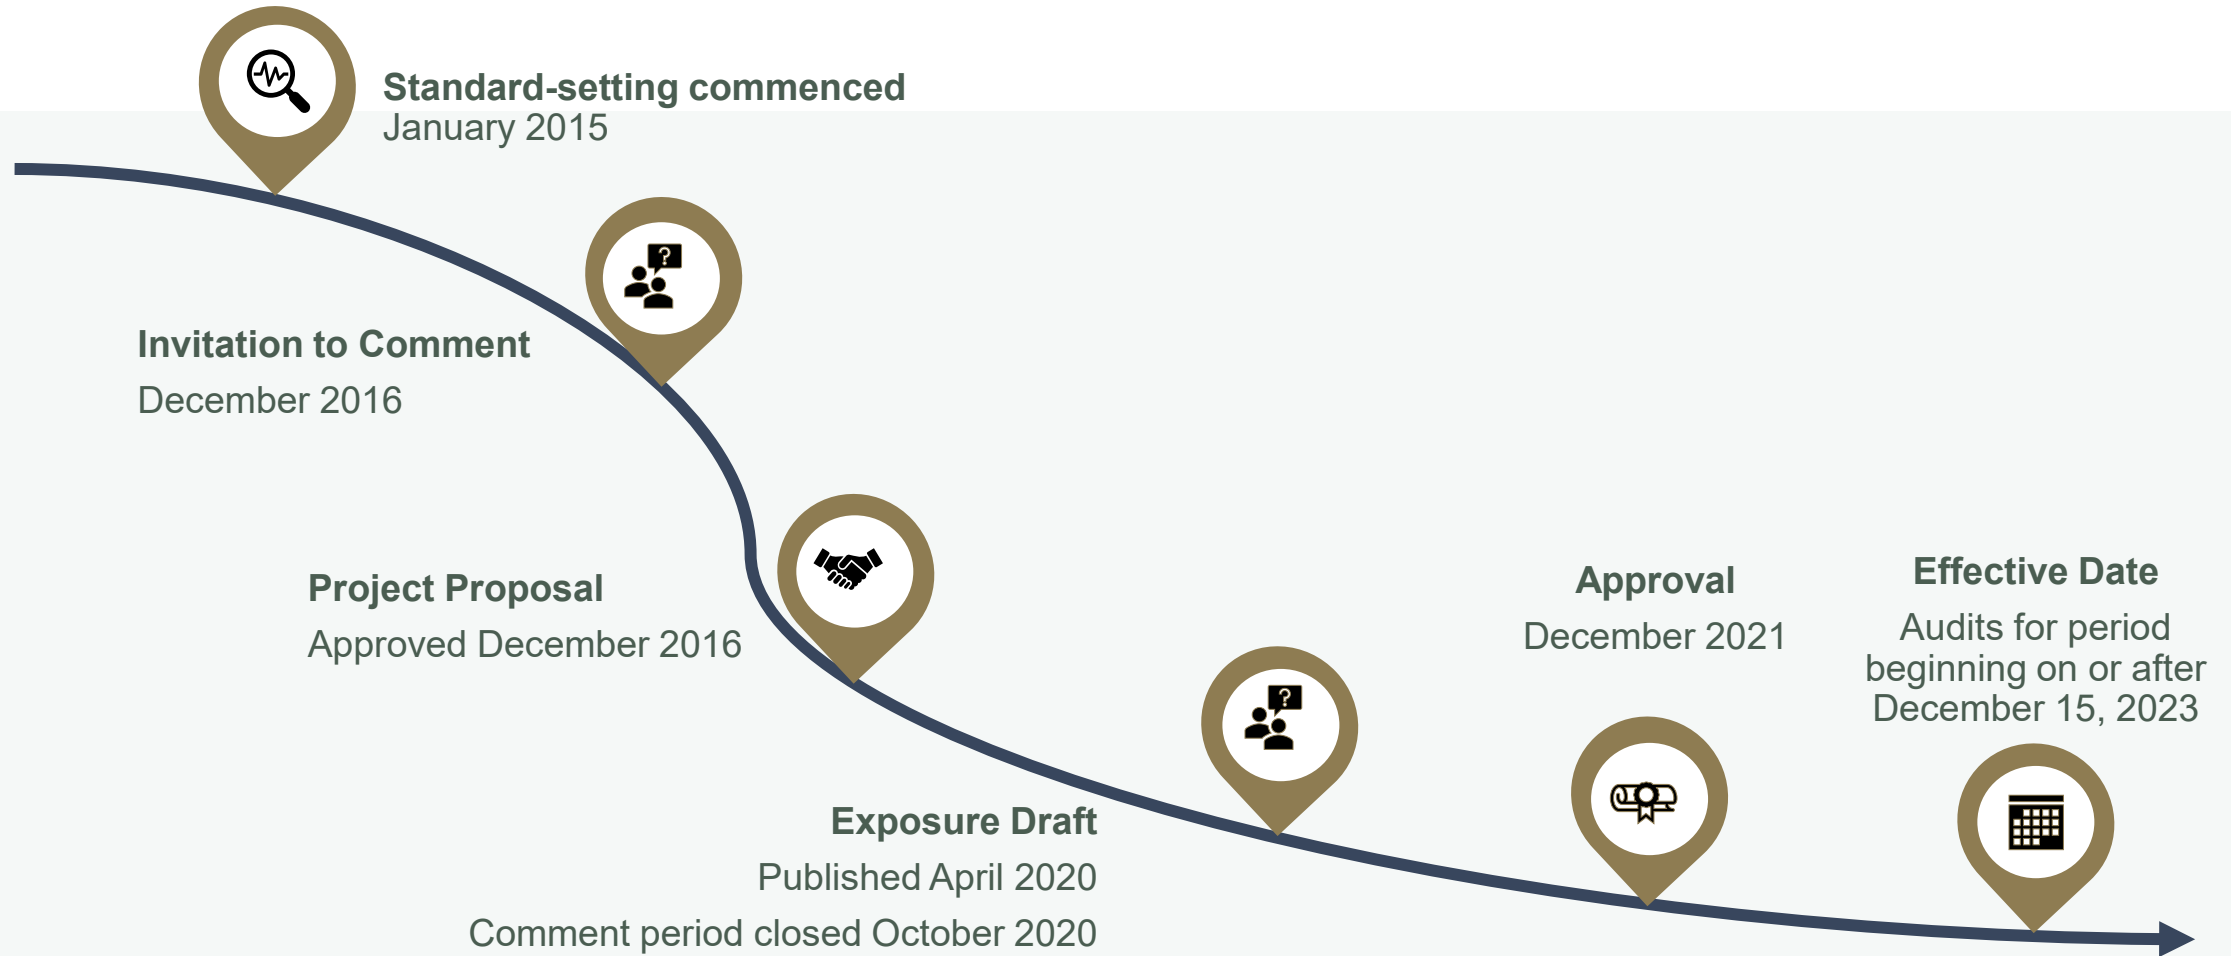 Standard-setting commenced
January 2015
Invitation to Comment
December 2016
Project Proposal
Approved December 2016
Exposure Draft
Published April 2020
Comment period closed October 2020
Approval
December 2021
Effective Date
Audits for period
beginning on or after
December 15, 2023
?
?